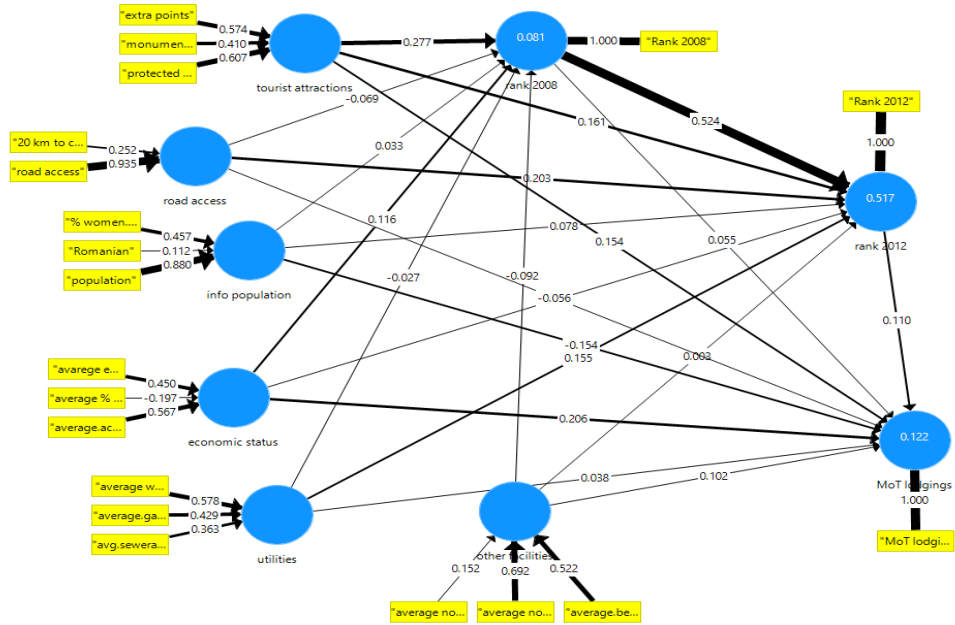 "extra points"
0.574
"monumen...
0.410
"protected ...
0.607
tourist attractions
0.277
0.081
rank 2008
1.000
"Rank 2008"
"Rank 2012"
1.000
-0.069
0.161
0.524
"20 km to c...
0.252
"road access"
0.935
road access
0.033
0.203
0.517
rank 2012
"% women....
0.457
"Romanian"
0.112
"population"
0.880
info population
0.116
0.078
0.154
0.055
-0.027
-0.092
-0.056
0.110
-0.154
0.155
0.003
"avarege e...
0.450
"average % ...
-0.197
"average.ac...
0.567
economic status
0.206
0.122
MoT lodgings
1.000
"MoT lodgi...
"average w...
0.578
"average.ga...
0.429
"avg.sewera...
0.363
utilities
0.038
0.102
other facilities
0.152
0.692
0.522
"average no...
"average no...
"average.be...